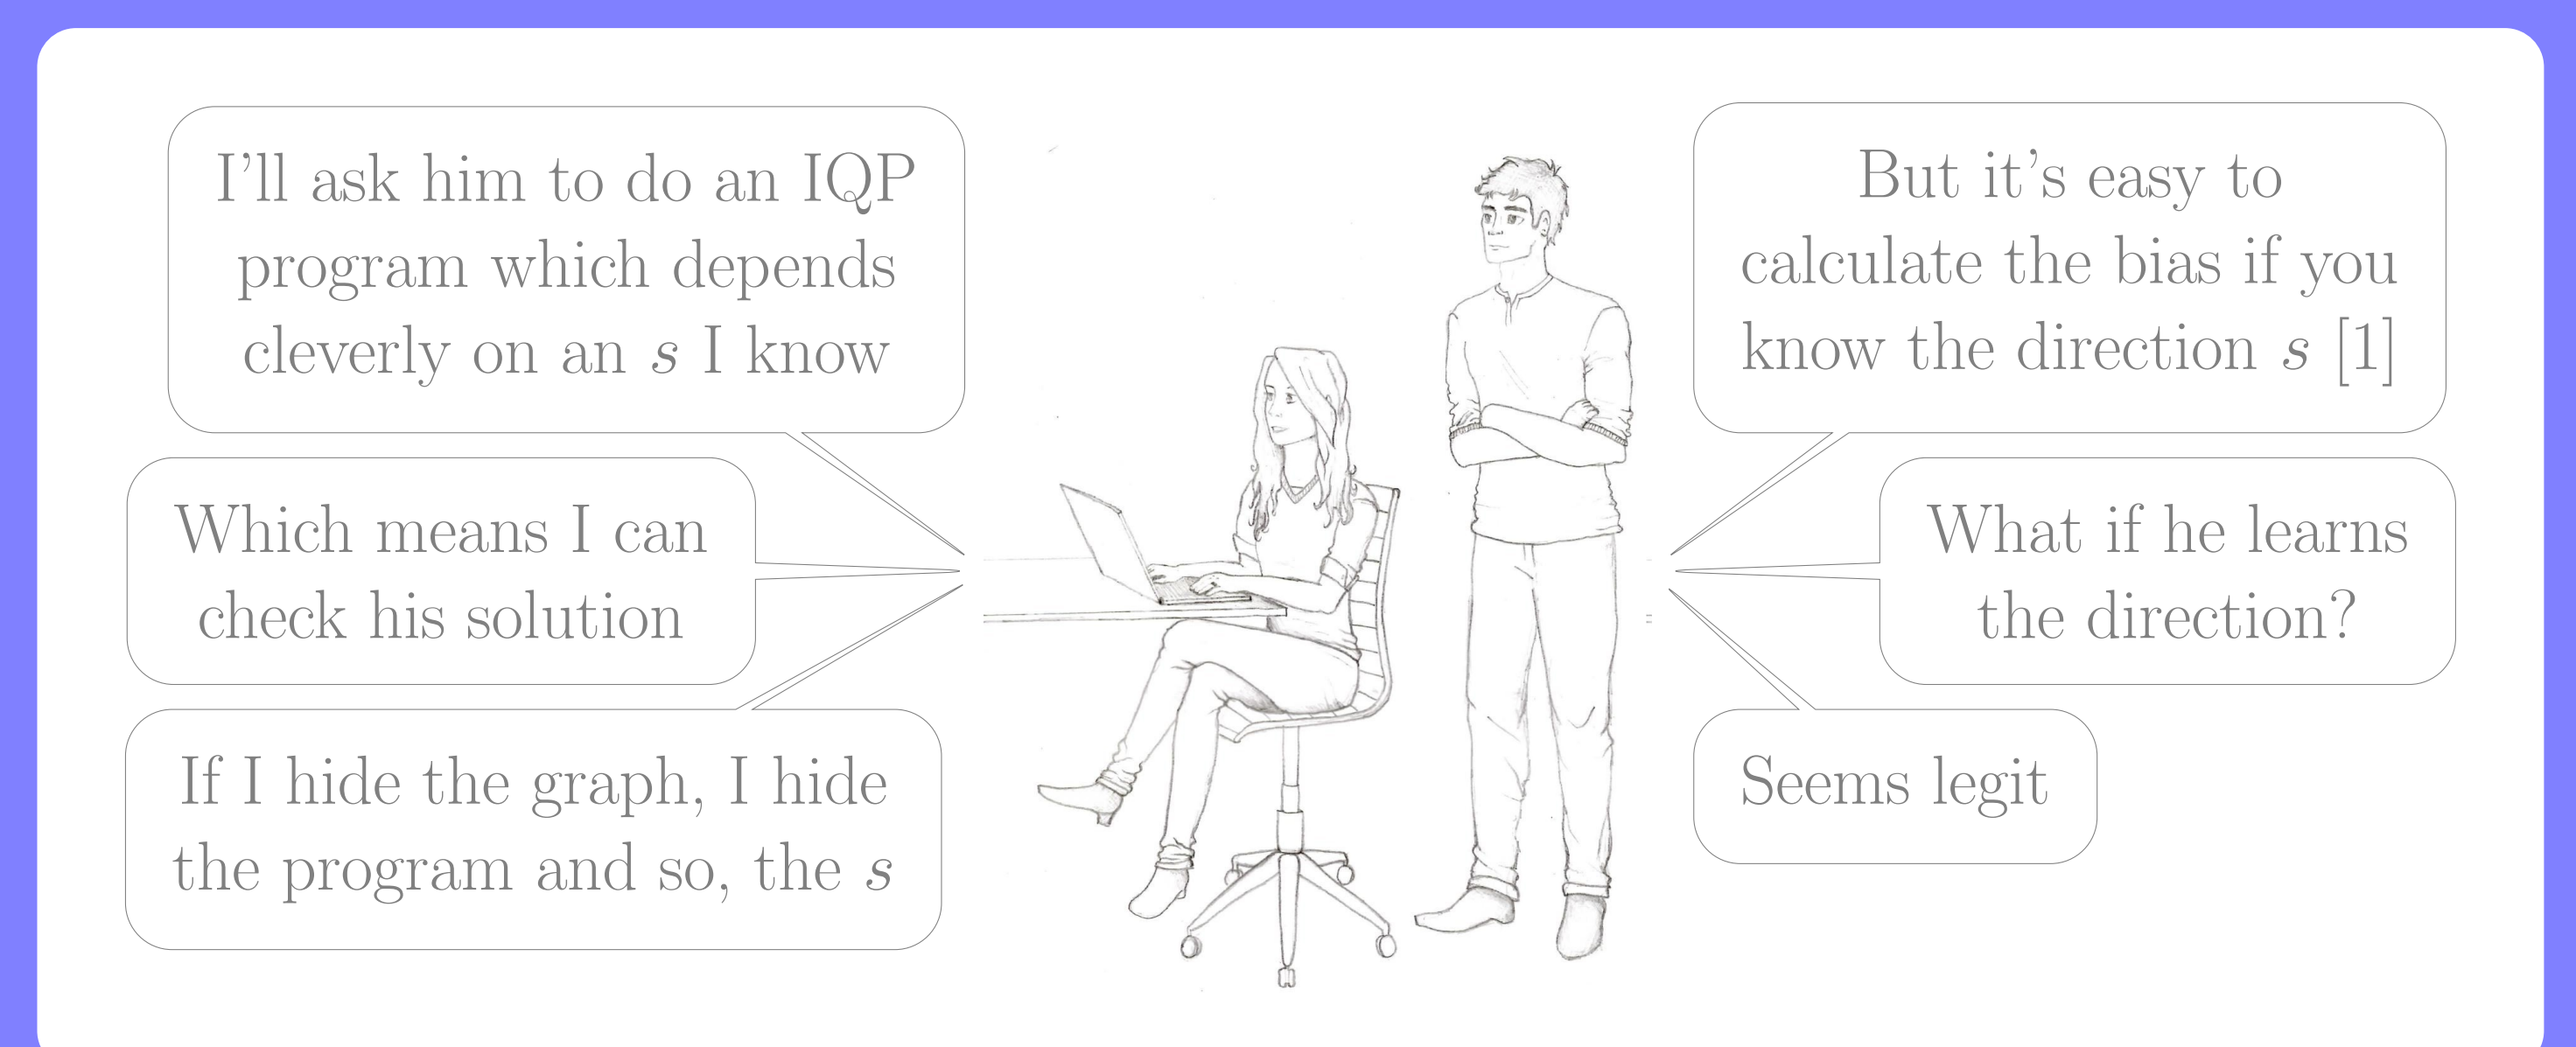 I'll ask him to do an IQP
program which depends
cleverly on an s I know
But it's easy to
calculate the bias if you
know the direction s [1]
Which means I can
check his solution
What if he learns
the direction?
If I hide the graph, I hide
the program and so, the s
Seems legit